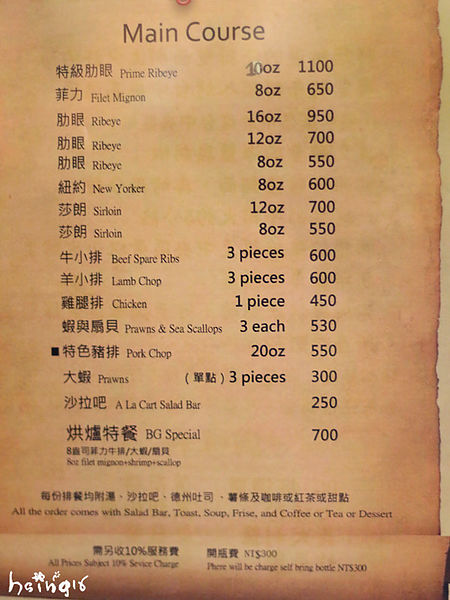 Main Course
特級肋眼 Prime Ribeye 10oz 1100
菲力 Filet Mignon 8oz 650
肋眼 Ribeye 16oz 950
肋眼 Ribeye 12oz 700
肋眼 Ribeye 8oz 550
紐約 New Yorker 8oz 600
莎朗 Sirloin 12oz 700
莎朗 Sirloin 8oz 550
牛小排 Beef Spare Ribs 3 pieces 600
羊小排 Lamb Chop 3 pieces 600
雞腿排 Chicken 1 piece 450
蝦與扇貝 Prawns & Sea Scallops 3 each 530
■特色豬排 Pork Chop 20oz 550
大蝦 Prawns (單點) 3 pieces 300
沙拉吧 A La Cart Salad Bar 250
烘爐特餐 BG Special 700
8盎司菲力牛排/大蝦/扇貝
8oz filet mignon+shrimp+scallop
每份排餐均附湯、沙拉吧、德州吐司、薯條及咖啡或紅茶或甜點
All the order comes with Salad Bar, Toast, Soup, Frise, and Coffee or Tea or Dessert
需另收10%服務費 開瓶費 NT$300
All Prices Subject 10% Sevice Charge Phere will be charge self bring bottle NT$300
hsing16